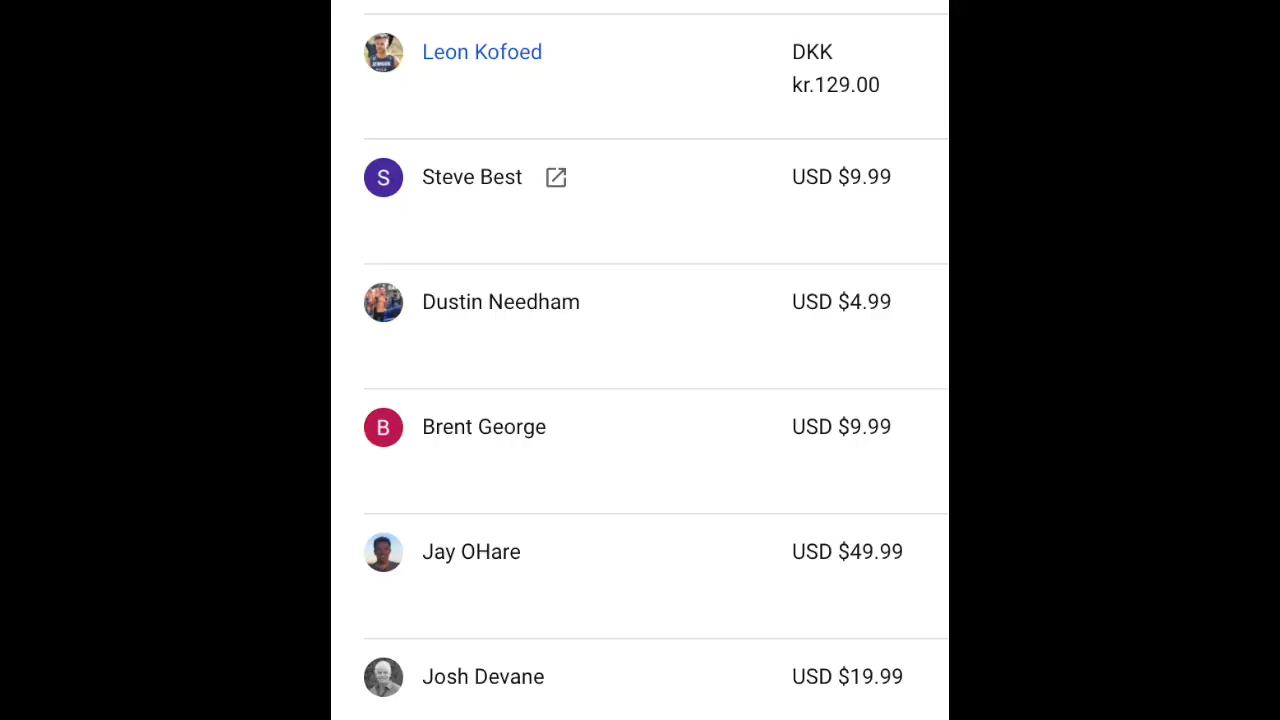 Leon Kofoed
DKK
kr.129.00
S
Steve Best
USD $9.99
Dustin Needham
USD $4.99
B
Brent George
USD $9.99
Jay OHare
USD $49.99
Josh Devane
USD $19.99